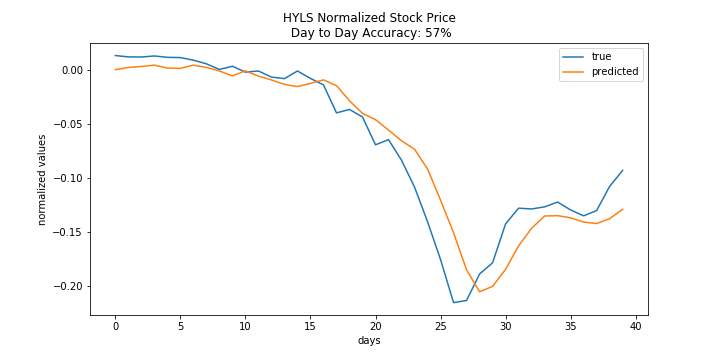 HYLS Normalized Stock Price
Day to Day Accuracy: 57%
true
predicted
0.00
−0.05
−0.10
−0.15
−0.20
normalized values
0 5 10 15 20 25 30 35 40
days